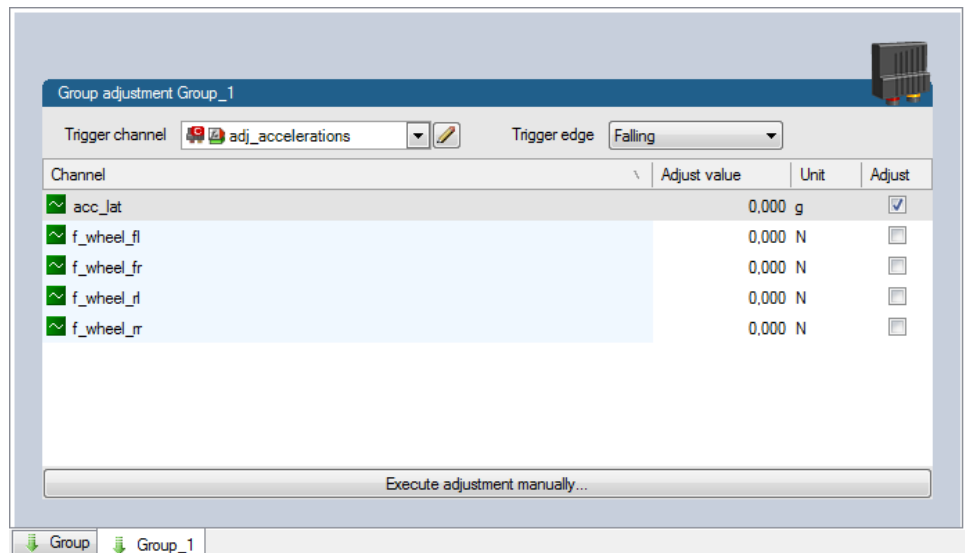 Group adjustment Group_1
Trigger channel adj_accelerations Trigger edge Falling
Channel Adjust value Unit Adjust
acc_lat 0,000 g
f_wheel_fl 0,000 N
f_wheel_fr 0,000 N
f_wheel_rl 0,000 N
f_wheel_rr 0,000 N
Execute adjustment manually...
Group Group_1